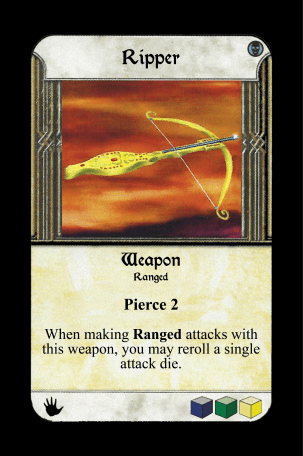 Ripper
Weapon
Ranged
Pierce 2
When making Ranged attacks with
this weapon, you may reroll a single
attack die.